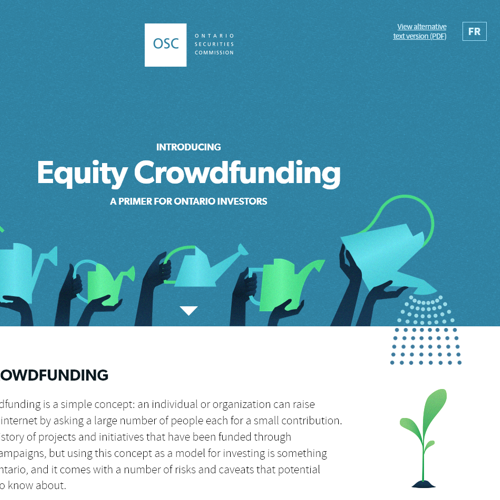 OSC
ONTARIO
SECURITIES
COMMISSION
View alternative
text version (PDF)
FR
INTRODUCING
Equity Crowdfunding
A PRIMER FOR ONTARIO INVESTORS
OWDFUNDING
dfunding is a simple concept: an individual or organization can raise
internet by asking a large number of people each for a small contribution.
story of projects and initiatives that have been funded through
ampaigns, but using this concept as a model for investing is something
ntario, and it comes with a number of risks and caveats that potential
o know about.